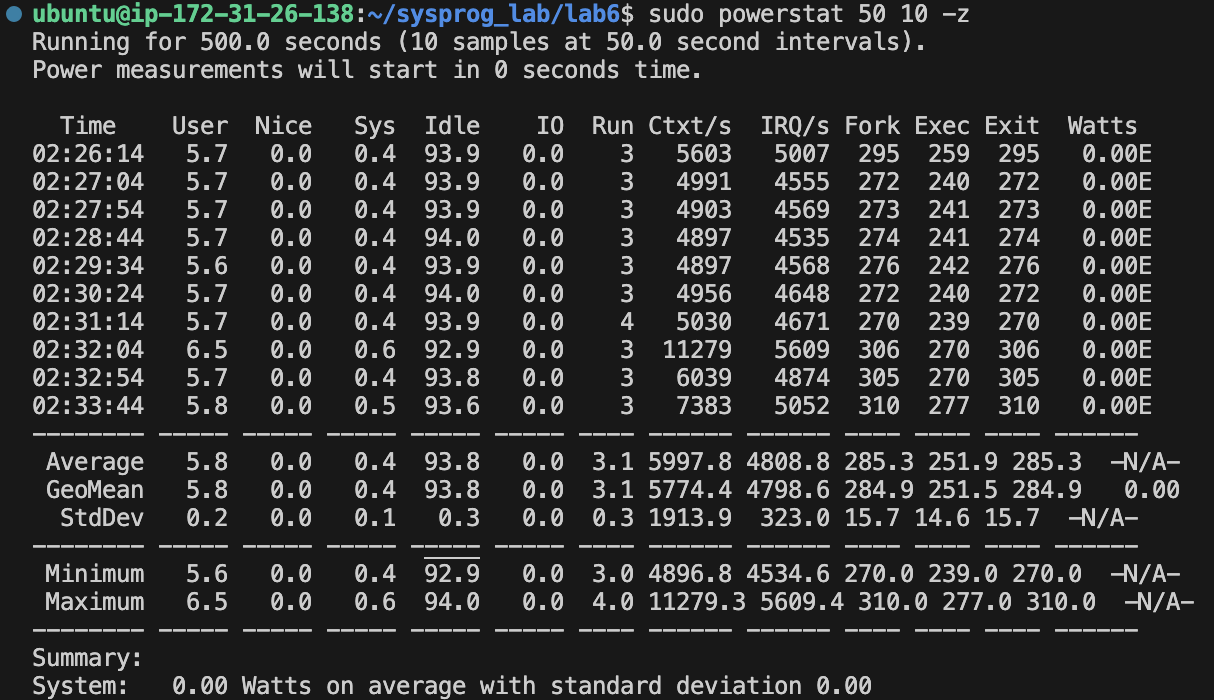 ubuntu@ip-172-31-26-138:~/sysprog_lab/lab6$ sudo powerstat 50 10 -z
Running for 500.0 seconds (10 samples at 50.0 second intervals).
Power measurements will start in 0 seconds time.
  Time    User  Nice   Sys  Idle    IO  Run Ctxt/s  IRQ/s Fork Exec Exit  Watts
02:26:14   5.7   0.0   0.4  93.9   0.0    3   5603   5007  295  259  295   0.00E
02:27:04   5.7   0.0   0.4  93.9   0.0    3   4991   4555  272  240  272   0.00E
02:27:54   5.7   0.0   0.4  93.9   0.0    3   4903   4569  273  241  273   0.00E
02:28:44   5.7   0.0   0.4  94.0   0.0    3   4897   4535  274  241  274   0.00E
02:29:34   5.6   0.0   0.4  93.9   0.0    3   4897   4568  276  242  276   0.00E
02:30:24   5.7   0.0   0.4  94.0   0.0    3   4956   4648  272  240  272   0.00E
02:31:14   5.7   0.0   0.4  93.9   0.0    4   5030   4671  270  239  270   0.00E
02:32:04   6.5   0.0   0.6  92.9   0.0    3  11279   5609  306  270  306   0.00E
02:32:54   5.7   0.0   0.4  93.8   0.0    3   6039   4874  305  270  305   0.00E
02:33:44   5.8   0.0   0.5  93.6   0.0    3   7383   5052  310  277  310   0.00E
-------- ----- ----- ----- ----- ----- ---- ------ ------ ---- ---- ---- ------
 Average   5.8   0.0   0.4  93.8   0.0  3.1 5997.8 4808.8 285.3 251.9 285.3  -N/A-
 GeoMean   5.8   0.0   0.4  93.8   0.0  3.1 5774.4 4798.6 284.9 251.5 284.9   0.00
  StdDev   0.2   0.0   0.1   0.3   0.0  0.3 1913.9  323.0 15.7 14.6 15.7  -N/A-
-------- ----- ----- ----- ----- ----- ---- ------ ------ ---- ---- ---- ------
 Minimum   5.6   0.0   0.4  92.9   0.0  3.0 4896.8 4534.6 270.0 239.0 270.0  -N/A-
 Maximum   6.5   0.0   0.6  94.0   0.0  4.0 11279.3 5609.4 310.0 277.0 310.0  -N/A-
-------- ----- ----- ----- ----- ----- ---- ------ ------ ---- ---- ---- ------
Summary:
System:   0.00 Watts on average with standard deviation 0.00